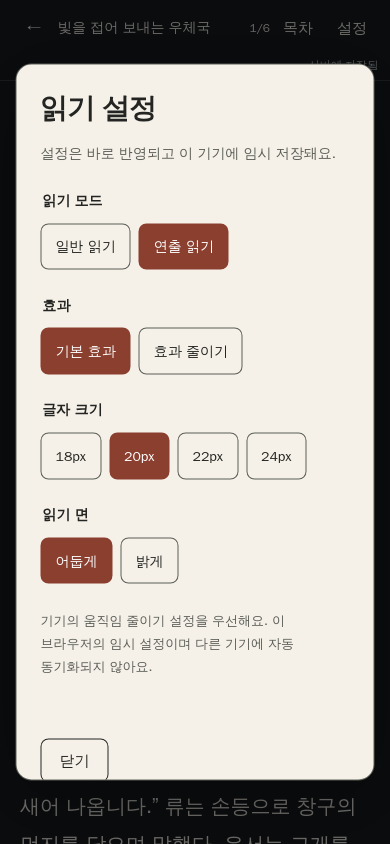 ← 빛을 접어 보내는 우체국 1/6 목차 설정
읽기 설정
설정은 바로 반영되고 이 기기에 임시 저장돼요.
읽기 모드
일반 읽기 연출 읽기
효과
기본 효과 효과 줄이기
글자 크기
18px 20px 22px 24px
읽기 면
어둡게 밝게
기기의 움직임 줄이기 설정을 우선해요. 이
브라우저의 임시 설정이며 다른 기기에 자동
동기화되지 않아요.
닫기
새어 나옵니다.” 류는 손등으로 창구의